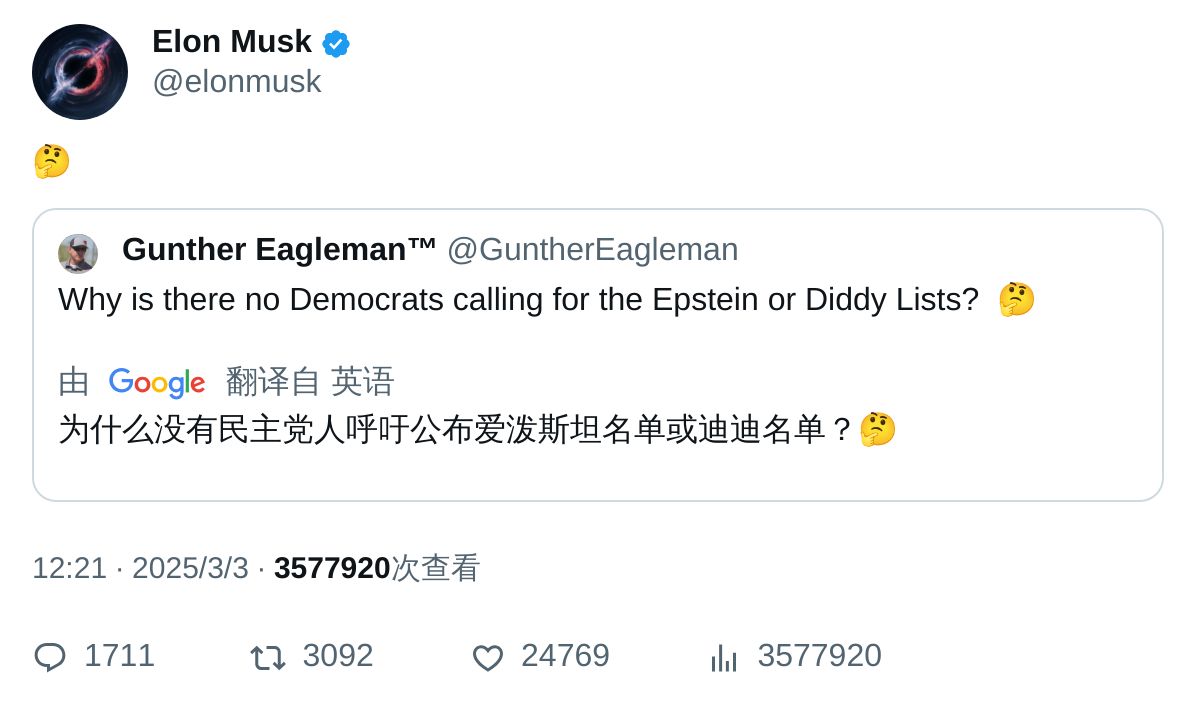 Elon Musk
@elonmusk
🤔
Gunther Eagleman™ @GuntherEagleman
Why is there no Democrats calling for the Epstein or Diddy Lists? 🤔
由 Google 翻译自 英语
为什么没有民主党人呼吁公布爱泼斯坦名单或迪迪名单？🤔
12:21 · 2025/3/3 · 3577920次查看
1711 3092 24769 3577920